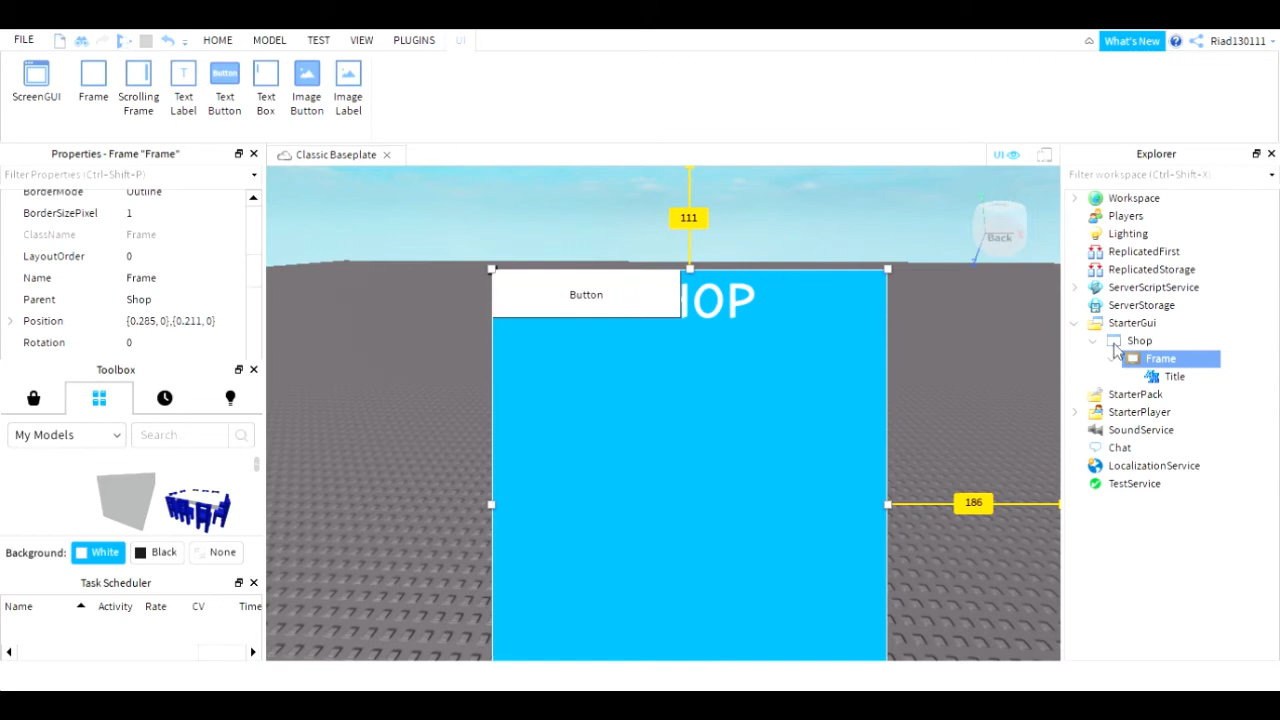 FILE HOME MODEL TEST VIEW PLUGINS UI What's New Riad130111
ScreenGUI Frame Scrolling Frame Text Label Text Button Text Box Image Button Image Label
Button
Properties - Frame "Frame"
Filter Properties (Ctrl+Shift+P)
BorderMode Outline
BorderSizePixel 1
ClassName Frame
LayoutOrder 0
Name Frame
Parent Shop
Position {0.285, 0},{0.211, 0}
Rotation 0
Toolbox
My Models Search
Background: White Black None
Task Scheduler
Name Activity Rate CV Time
Classic Baseplate UI
111
Back
Button HOP
186
Explorer
Filter workspace (Ctrl+Shift+X)
Workspace
Players
Lighting
ReplicatedFirst
ReplicatedStorage
ServerScriptService
ServerStorage
StarterGui
Shop
Frame
Title
StarterPack
StarterPlayer
SoundService
Chat
LocalizationService
TestService